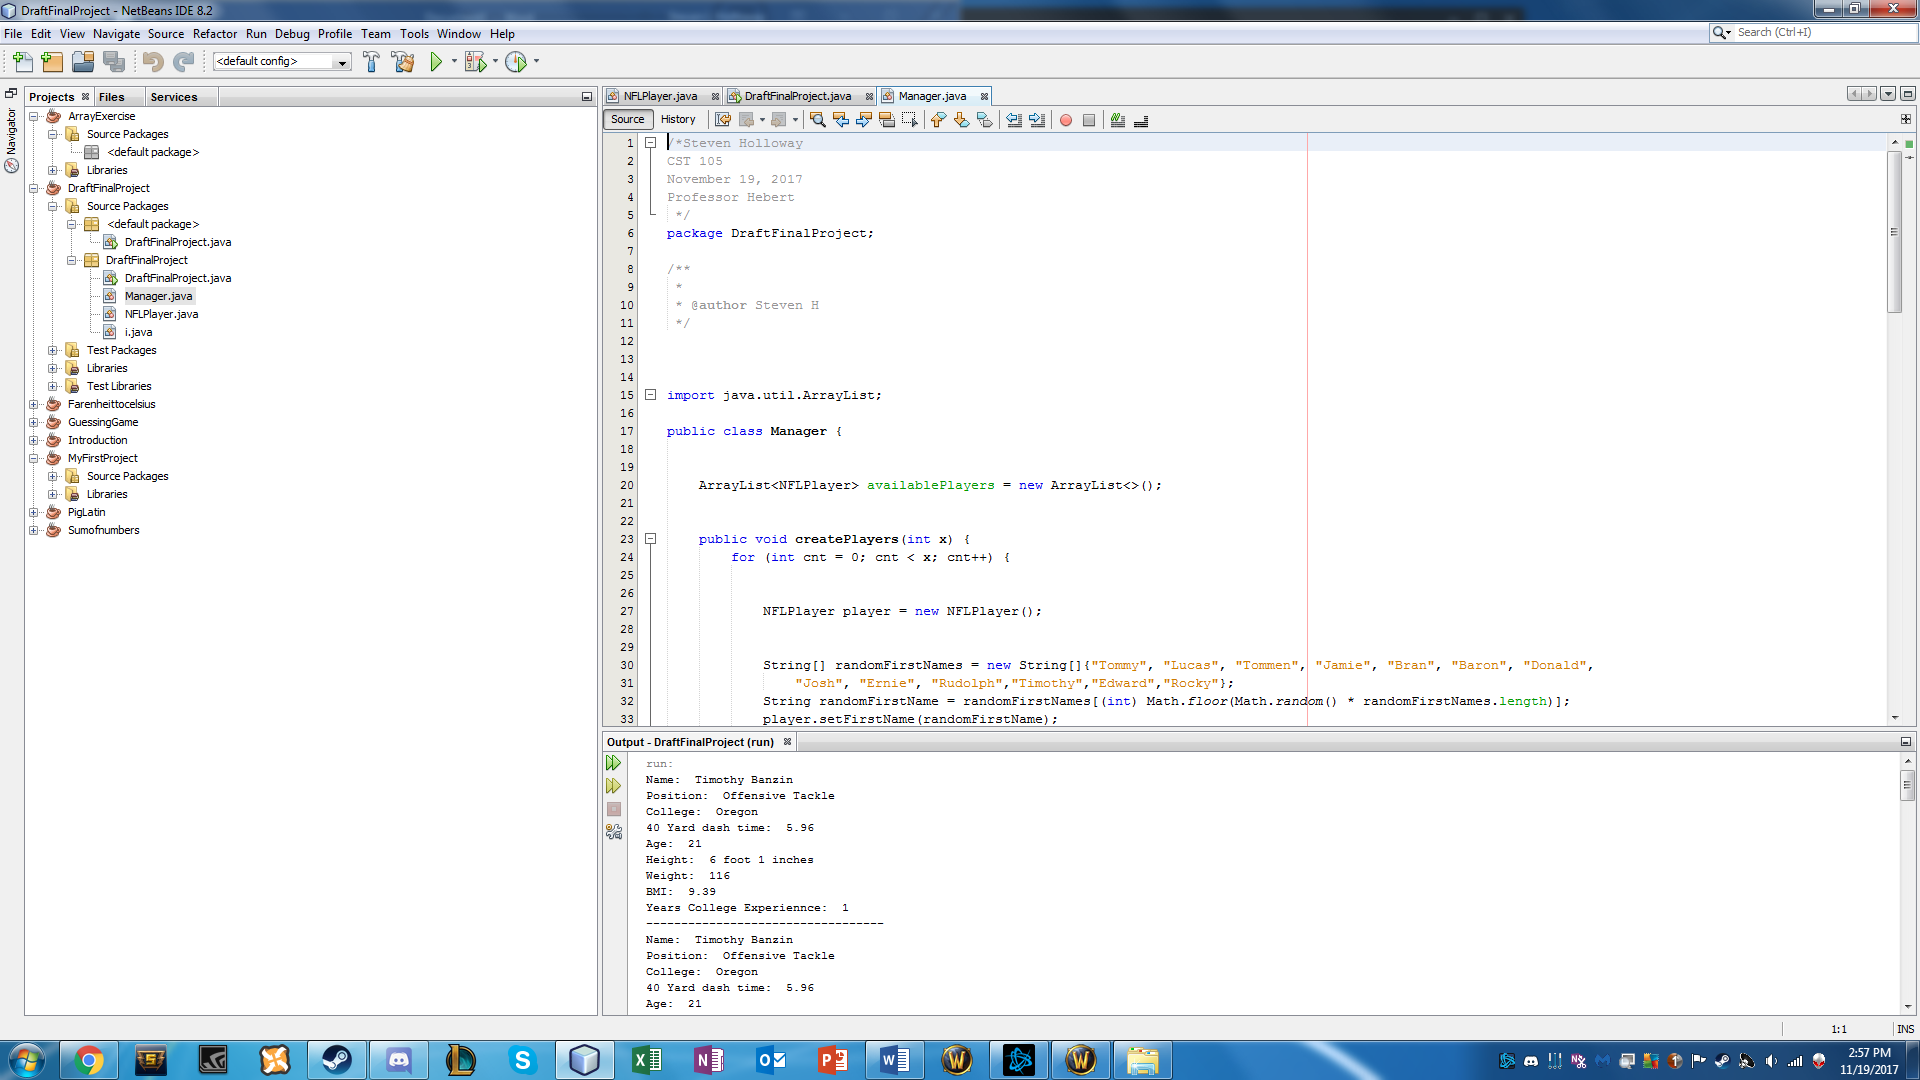 DraftFinalProject - NetBeans IDE 8.2
File Edit View Navigate Source Refactor Run Debug Profile Team Tools Window Help
Search (Ctrl+I)
<default config>
Navigator
Projects Files Services
ArrayExercise
Source Packages
<default package>
Libraries
DraftFinalProject
Source Packages
<default package>
DraftFinalProject.java
DraftFinalProject
DraftFinalProject.java
Manager.java
NFLPlayer.java
i.java
Test Packages
Libraries
Test Libraries
Farenheittocelsius
GuessingGame
Introduction
MyFirstProject
Source Packages
Libraries
PigLatin
Sumofnumbers
NFLPlayer.java DraftFinalProject.java Manager.java
Source History
1 /*Steven Holloway
2 CST 105
3 November 19, 2017
4 Professor Hebert
5 */
6 package DraftFinalProject;
7
8 /**
9 *
10 * @author Steven H
11 */
12
13
14
15 import java.util.ArrayList;
16
17 public class Manager {
18
19
20 ArrayList<NFLPlayer> availablePlayers = new ArrayList<>();
21
22
23 public void createPlayers(int x) {
24 for (int cnt = 0; cnt < x; cnt++) {
25
26
27 NFLPlayer player = new NFLPlayer();
28
29
30 String[] randomFirstNames = new String[]{"Tommy", "Lucas", "Tommen", "Jamie", "Bran", "Baron", "Donald",
31 "Josh", "Ernie", "Rudolph","Timothy","Edward","Rocky"};
32 String randomFirstName = randomFirstNames[(int) Math.floor(Math.random() * randomFirstNames.length)];
33 player.setFirstName(randomFirstName);
Output - DraftFinalProject (run)
run:
Name: Timothy Banzin
Position: Offensive Tackle
College: Oregon
40 Yard dash time: 5.96
Age: 21
Height: 6 foot 1 inches
Weight: 116
BMI: 9.39
Years College Experiennce: 1
----------------------------------
Name: Timothy Banzin
Position: Offensive Tackle
College: Oregon
40 Yard dash time: 5.96
Age: 21
1:1 INS
2:57 PM
11/19/2017